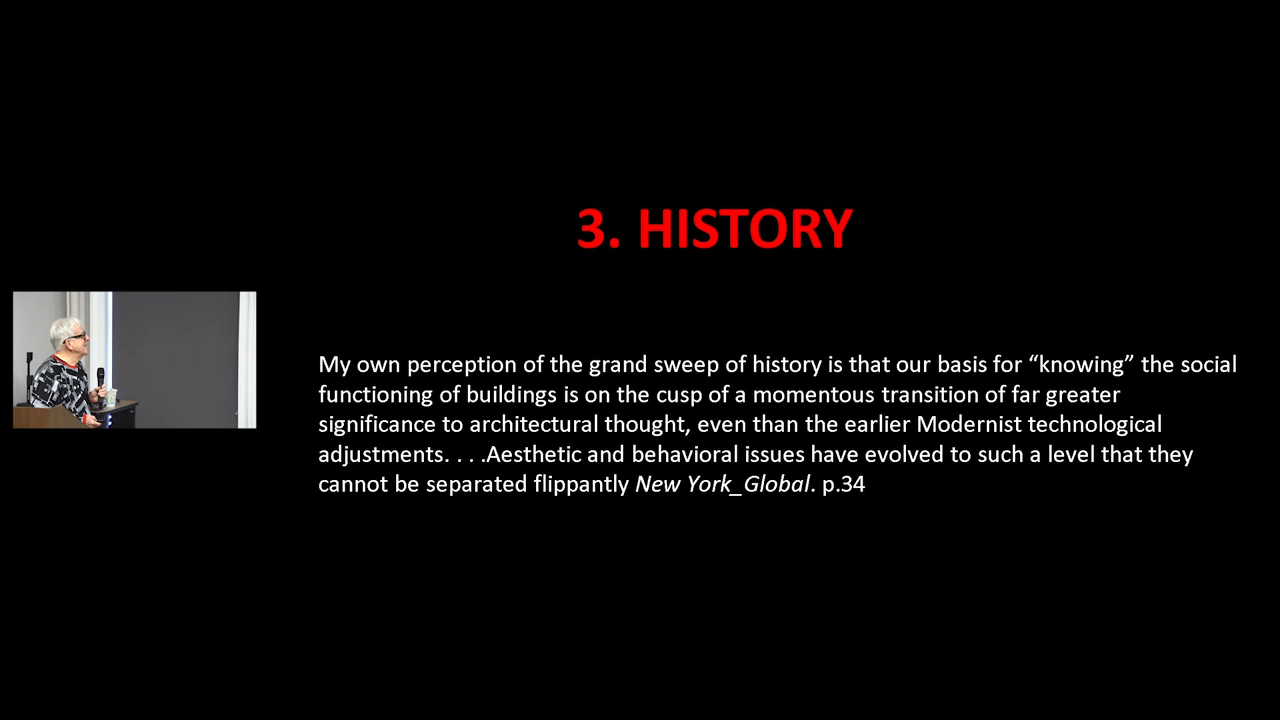 3. HISTORY
My own perception of the grand sweep of history is that our basis for “knowing” the social
functioning of buildings is on the cusp of a momentous transition of far greater
significance to architectural thought, even than the earlier Modernist technological
adjustments. . . .Aesthetic and behavioral issues have evolved to such a level that they
cannot be separated flippantly New York_Global. p.34